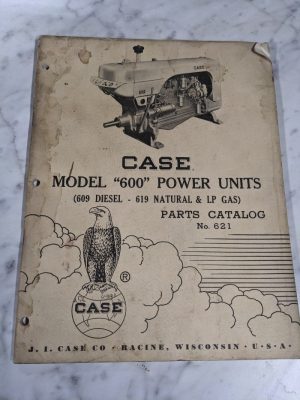 CASE
CASE
MODEL "600" POWER UNITS
(609 DIESEL - 619 NATURAL & LP GAS)
PARTS CATALOG
No. 621
®
CASE
J. I. CASE CO · RACINE, WISCONSIN · U·S·A·